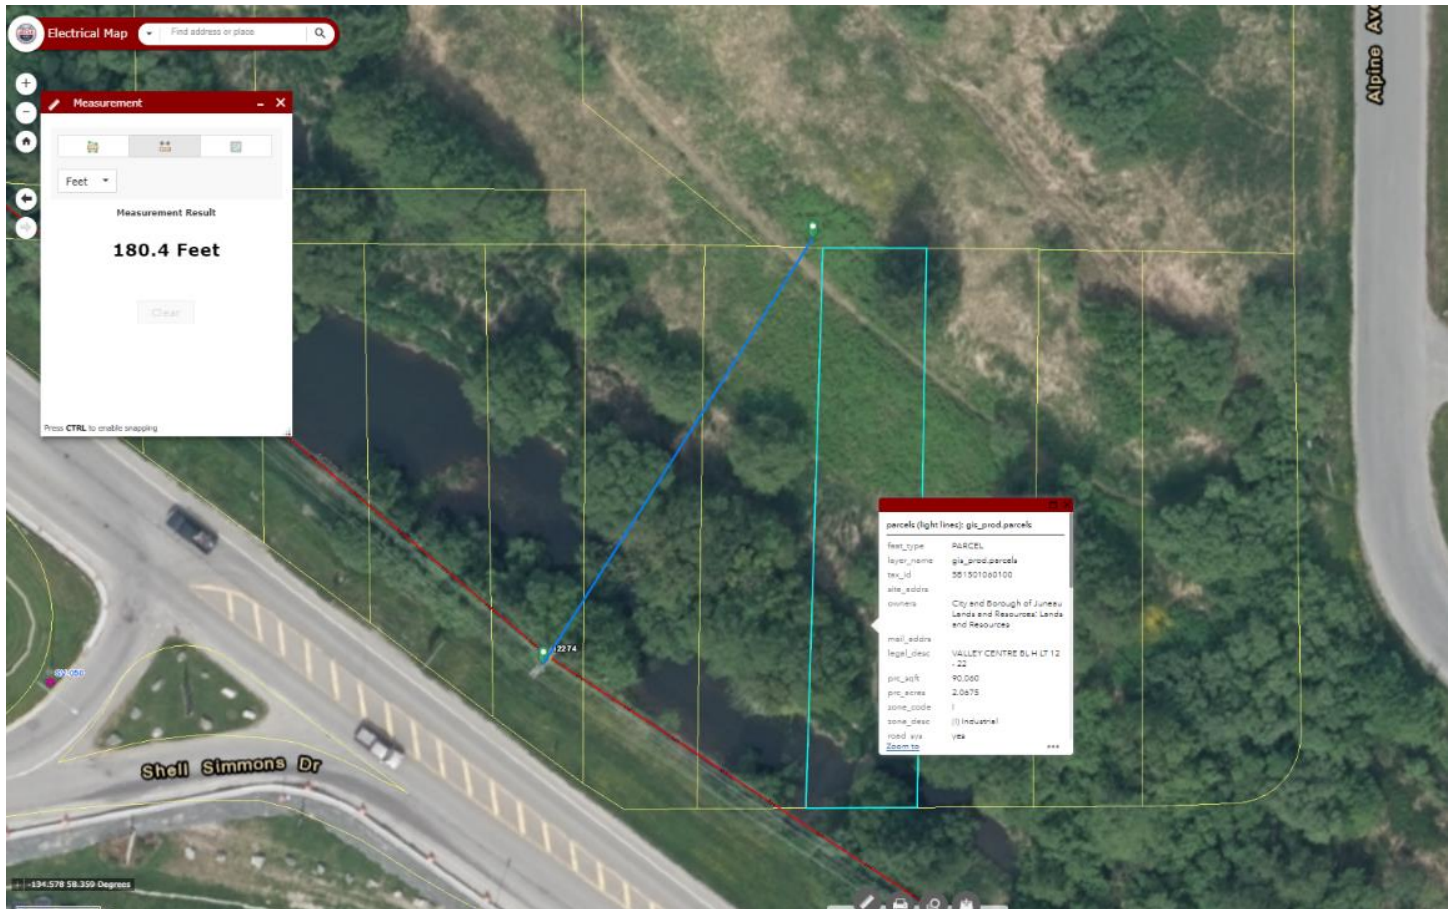 Electrical Map
Find address or place
Measurement
Feet
Measurement Result
180.4 Feet
Clear
Press CTRL to enable snapping
Alpine Ave
2274
Shell Simmons Dr
-134.578 58.359 Degrees
parcels (light lines): gis_prod.parcels
feat_type PARCEL
layer_name gis_prod.parcels
tax_id 5B1501060100
site_addrs
owners City and Borough of Juneau
Lands and Resources; Lands
and Resources
mail_addrs
legal_desc VALLEY CENTRE BL H LT 12
- 22
prc_sqft 90,060
prc_acres 2.0675
zone_code I
zone_desc (I) Industrial
road_sys yes
Zoom to